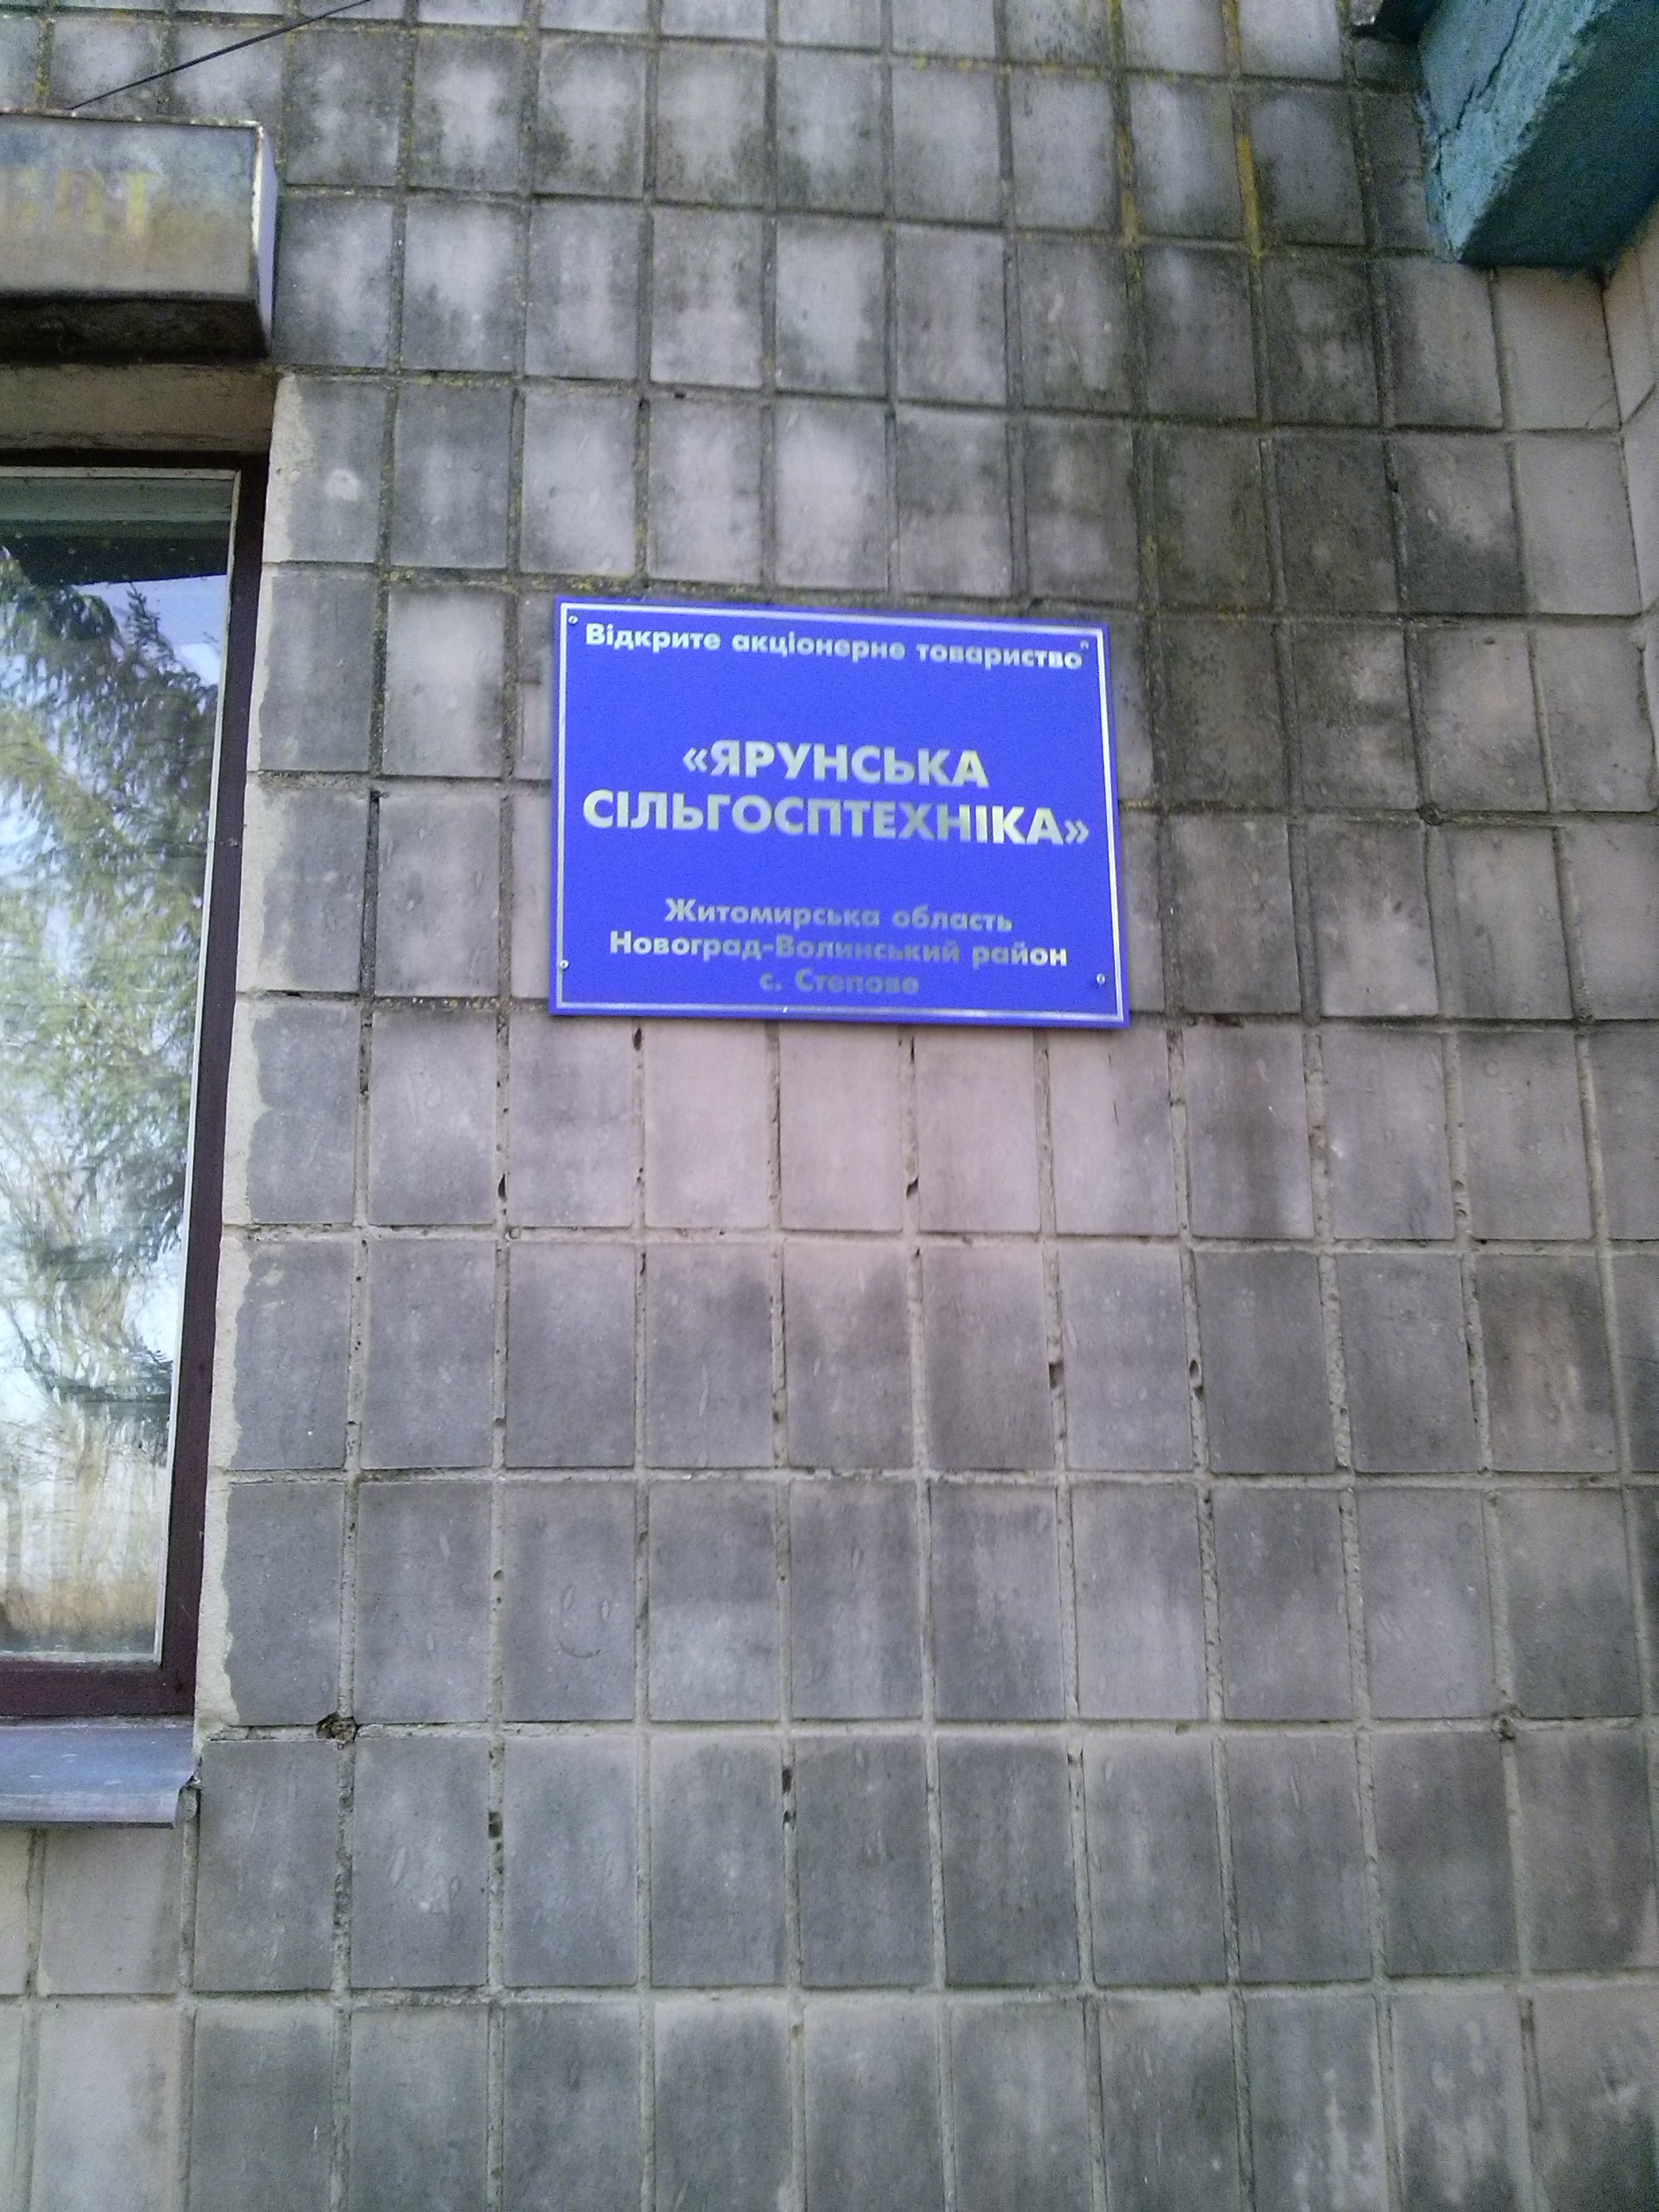 Відкрите акціонерне товариство
«ЯРУНСЬКА
СІЛЬГОСПТЕХНІКА»
Житомирська область
Новоград-Волинський район
с. Степове